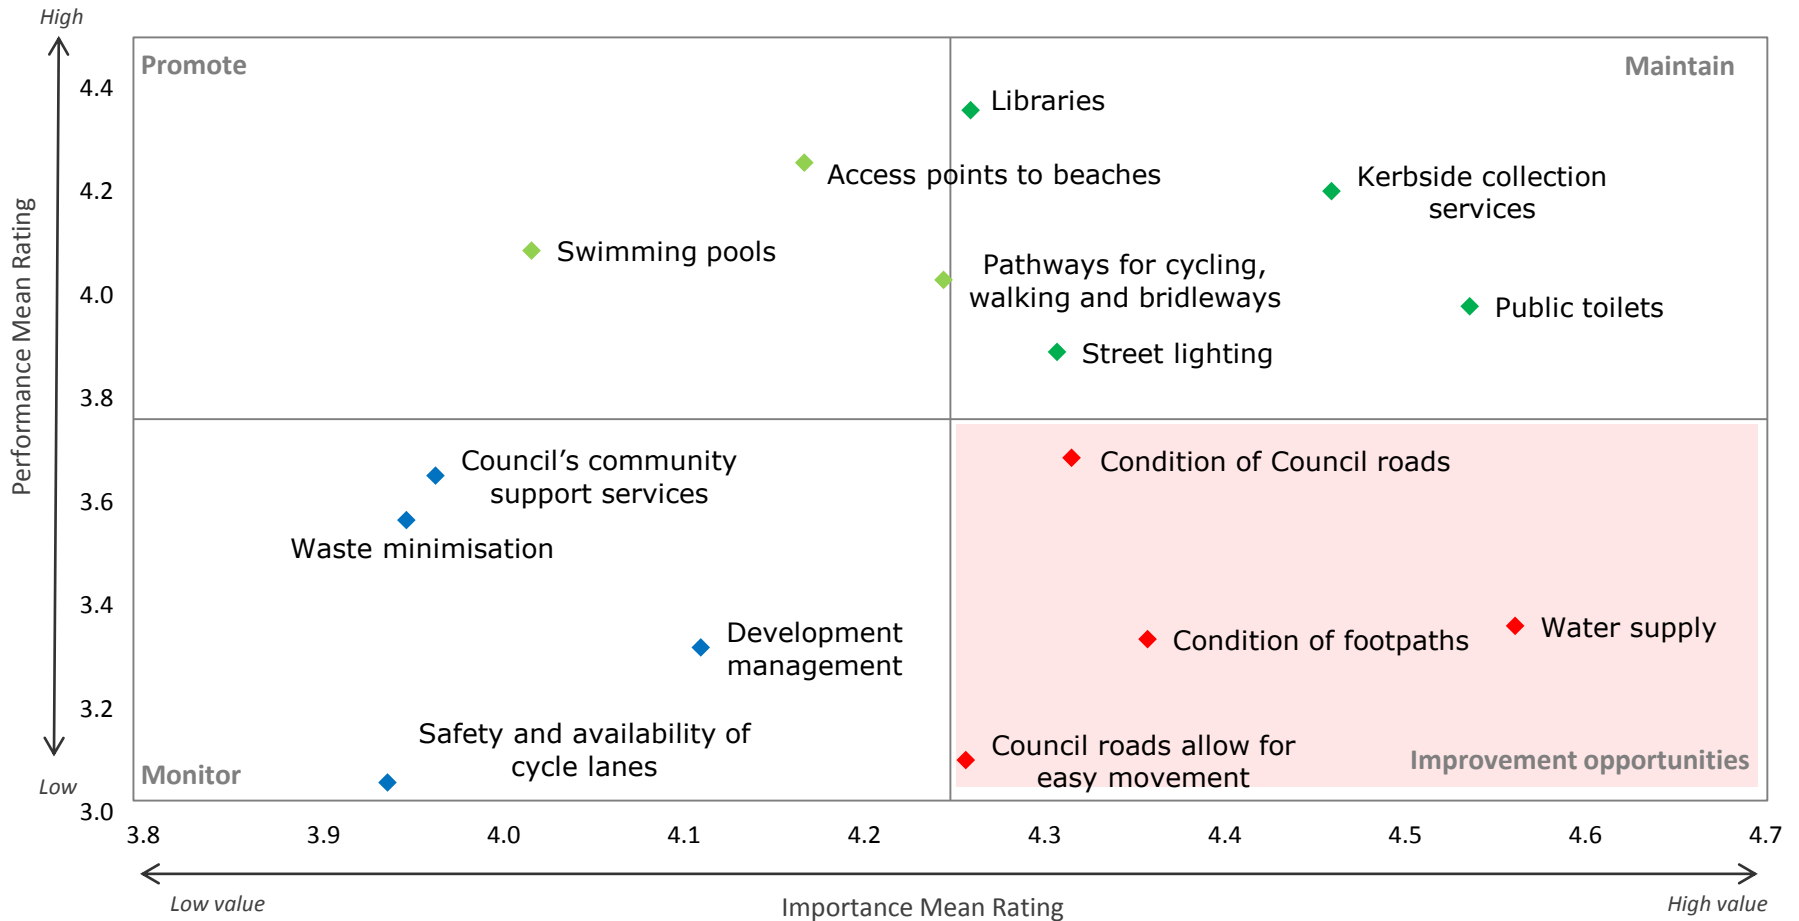 High
Promote
Maintain
4.4
Libraries
Access points to beaches
4.2
Kerbside collection
services
Swimming pools
Pathways for cycling,
walking and bridleways
4.0
Public toilets
Street lighting
3.8
Performance Mean Rating
Council’s community
support services
Condition of Council roads
3.6
Waste minimisation
3.4
Development
management
Condition of footpaths
Water supply
3.2
Safety and availability of
cycle lanes
Council roads allow for
easy movement
Monitor
Improvement opportunities
Low
3.0
3.8 3.9 4.0 4.1 4.2 4.3 4.4 4.5 4.6 4.7
Low value
Importance Mean Rating
High value